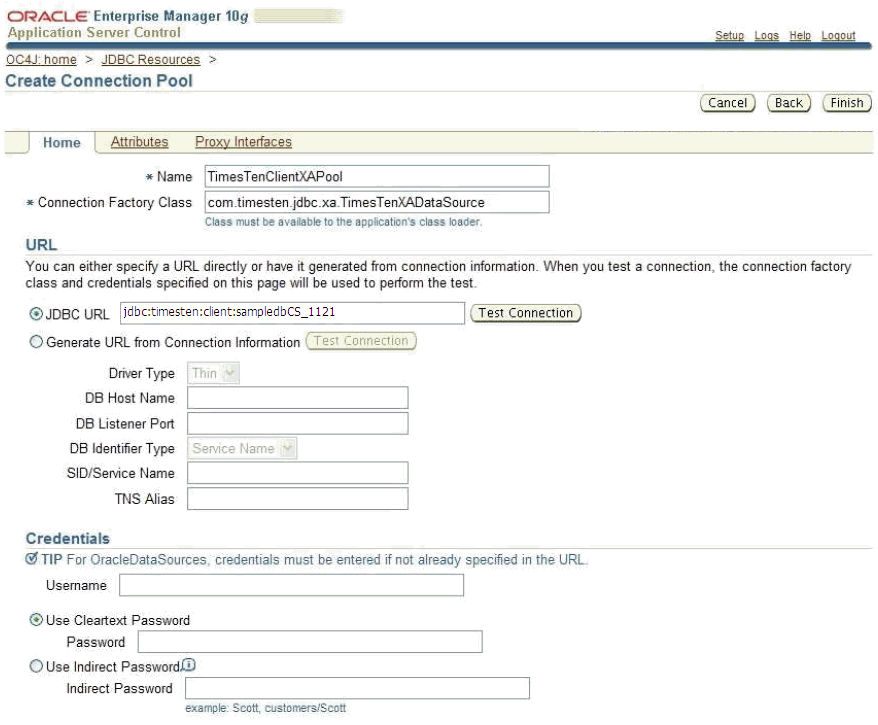 ORACLE Enterprise Manager 10g
Application Server Control
Setup Logs Help Logout
OC4J: home > JDBC Resources >
Create Connection Pool
Cancel Back Finish
Home Attributes Proxy Interfaces
* Name TimesTenClientXAPool
* Connection Factory Class com.timesten.jdbc.xa.TimesTenXADataSource
Class must be available to the application's class loader.
URL
You can either specify a URL directly or have it generated from connection information. When you test a connection, the connection factory
class and credentials specified on this page will be used to perform the test.
JDBC URL jdbc:timesten:client:sampledbCS_1121 Test Connection
Generate URL from Connection Information Test Connection
Driver Type Thin
DB Host Name
DB Listener Port
DB Identifier Type Service Name
SID/Service Name
TNS Alias
Credentials
TIP For OracleDataSources, credentials must be entered if not already specified in the URL.
Username
Use Cleartext Password
Password
Use Indirect Password
Indirect Password
example: Scott, customers/Scott